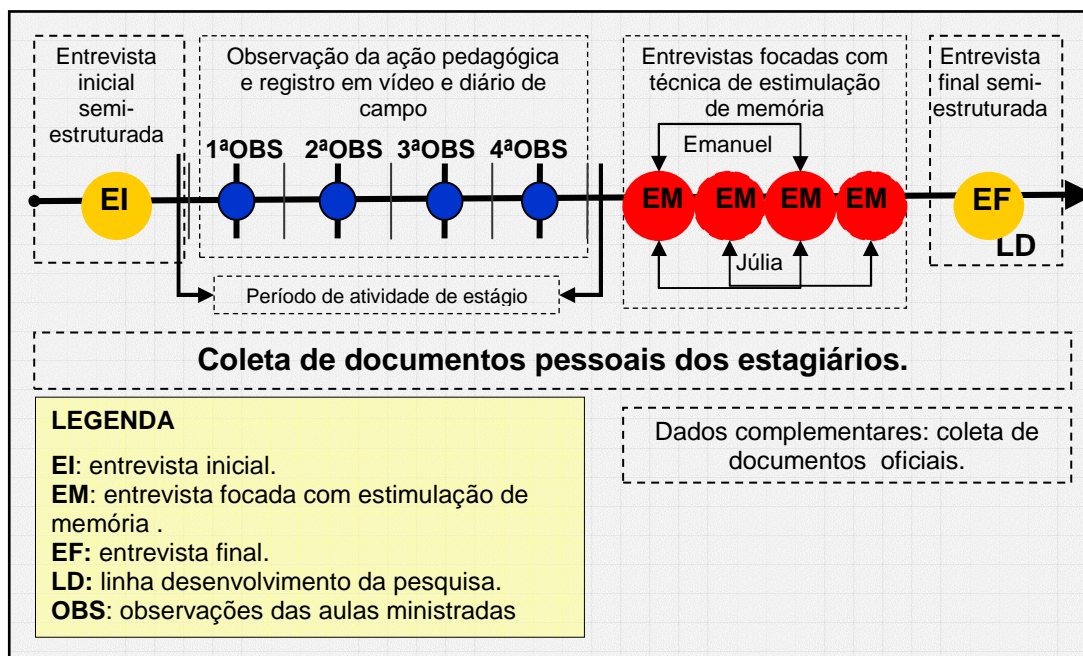 Entrevista
inicial
semi-
estruturada
Observação da ação pedagógica
e registro em vídeo e diário de
campo
Entrevistas focadas com
técnica de estimulação
de memória
Entrevista
final semi-
estruturada
1ªOBS 2ªOBS 3ªOBS 4ªOBS
Emanuel
EI
EM EM EM EM
EF
LD
Júlia
Período de atividade de estágio
Coleta de documentos pessoais dos estagiários.
LEGENDA
EI: entrevista inicial.
EM: entrevista focada com estimulação de
memória .
EF: entrevista final.
LD: linha desenvolvimento da pesquisa.
OBS: observações das aulas ministradas
Dados complementares: coleta de
documentos oficiais.